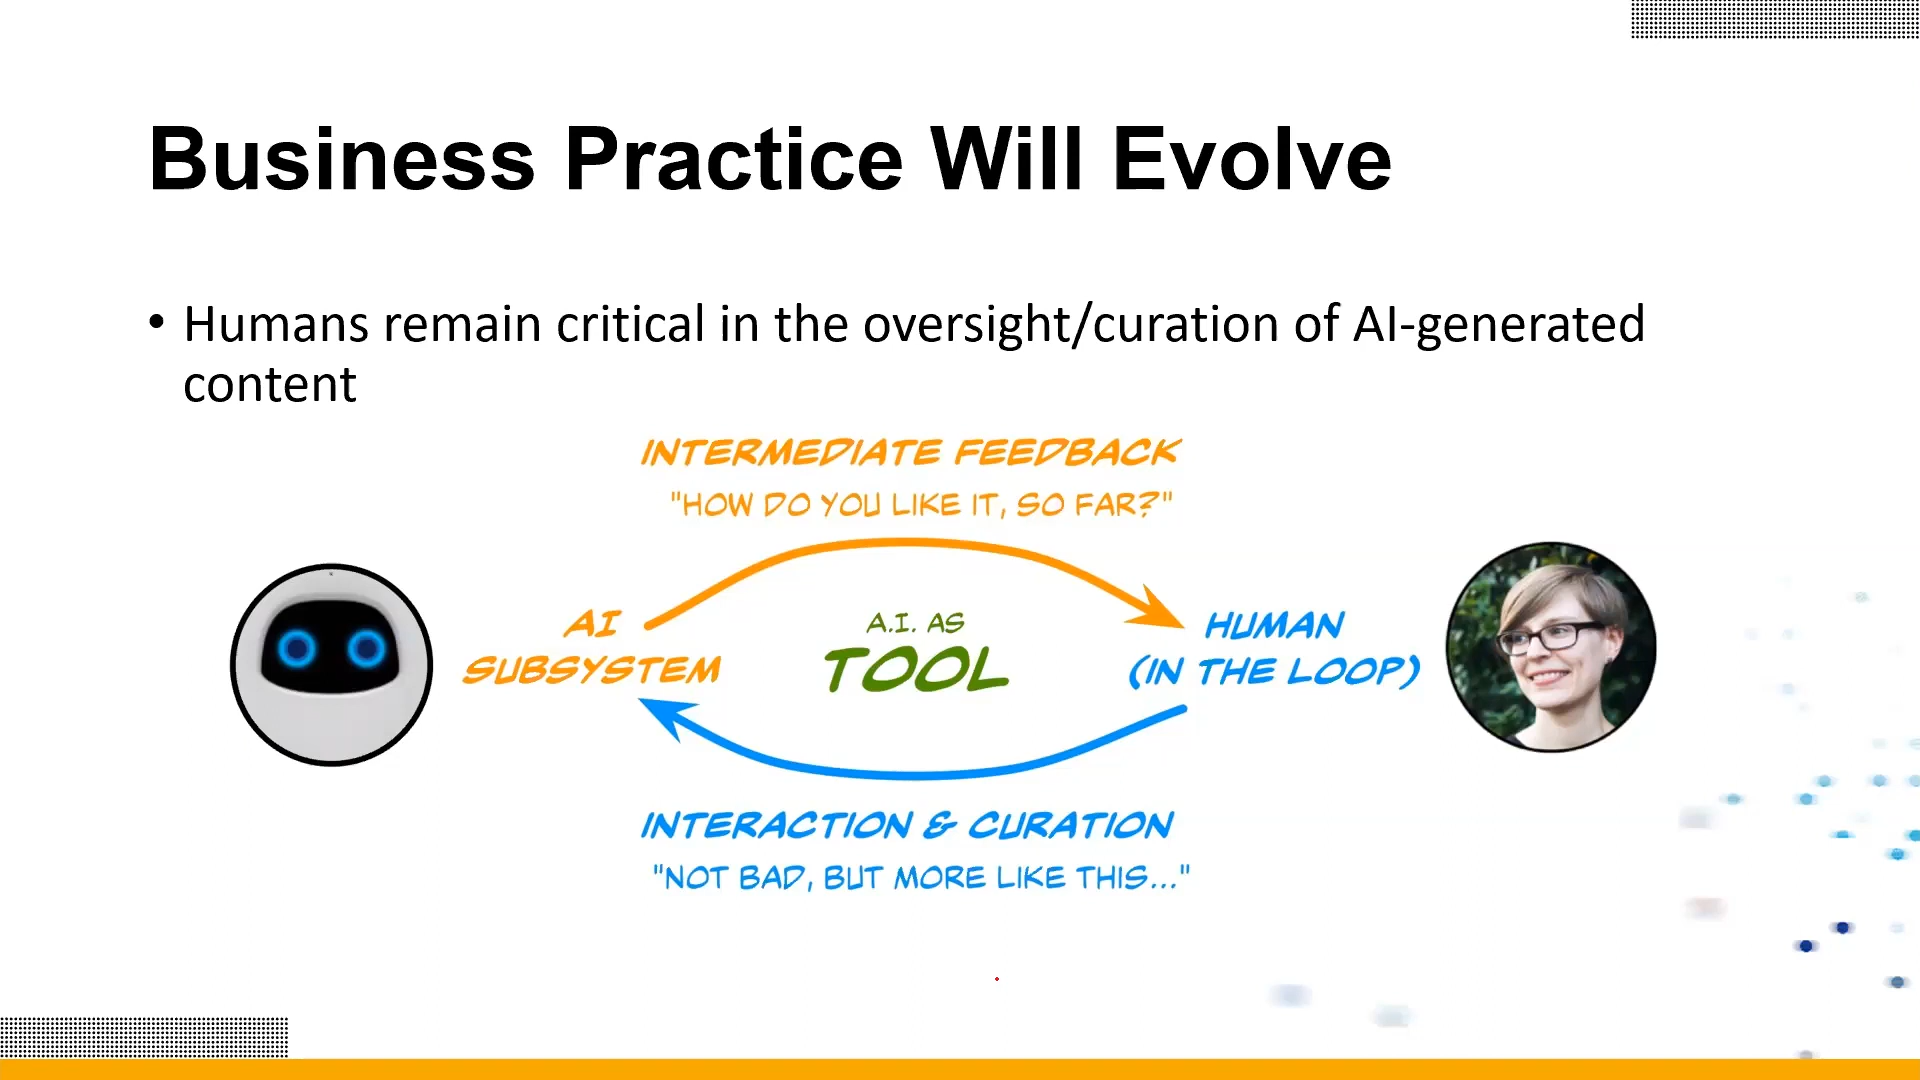 Business Practice Will Evolve
• Humans remain critical in the oversight/curation of AI-generated
content
INTERMEDIATE FEEDBACK
"HOW DO YOU LIKE IT, SO FAR?"
AI
SUBSYSTEM
A.I. AS
TOOL
HUMAN
(IN THE LOOP)
INTERACTION & CURATION
"NOT BAD, BUT MORE LIKE THIS..."